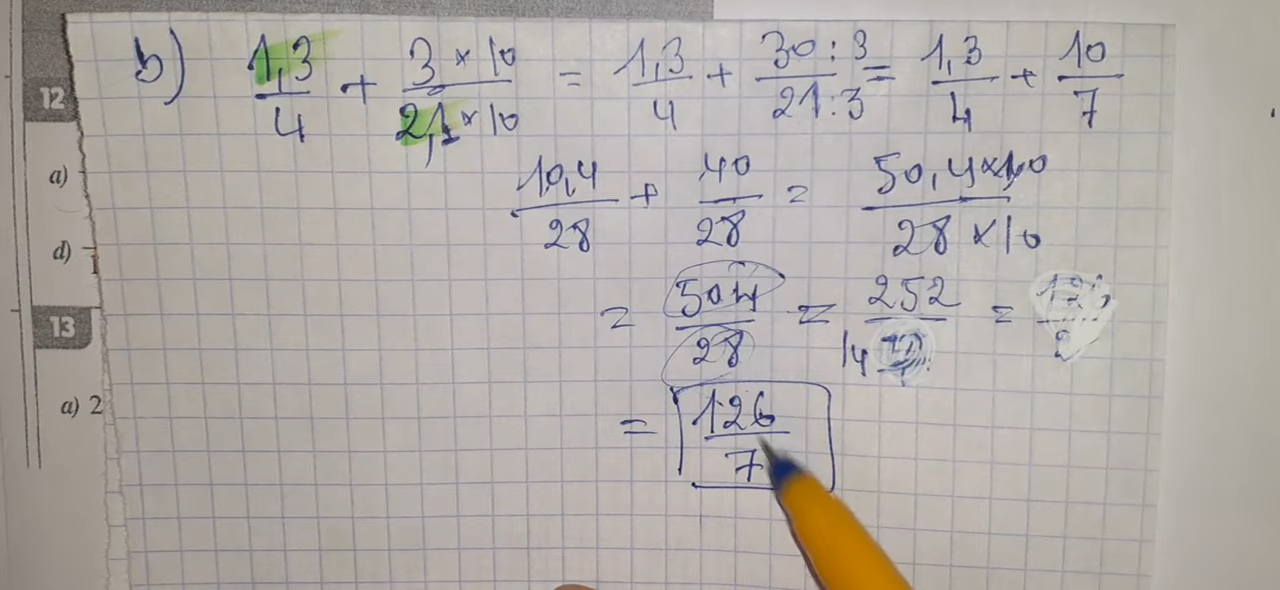 b) 1,3/4 + 3 × 10/2,1 × 10 = 1,3/4 + 30 : 3/21 : 3 = 1,3/4 + 10/7
12
a)
10,4/28 + 40/28 = 50,4 × 10/28 × 10
d)
13
= 504/28 = 252/14 =
a) 2
= 126/7